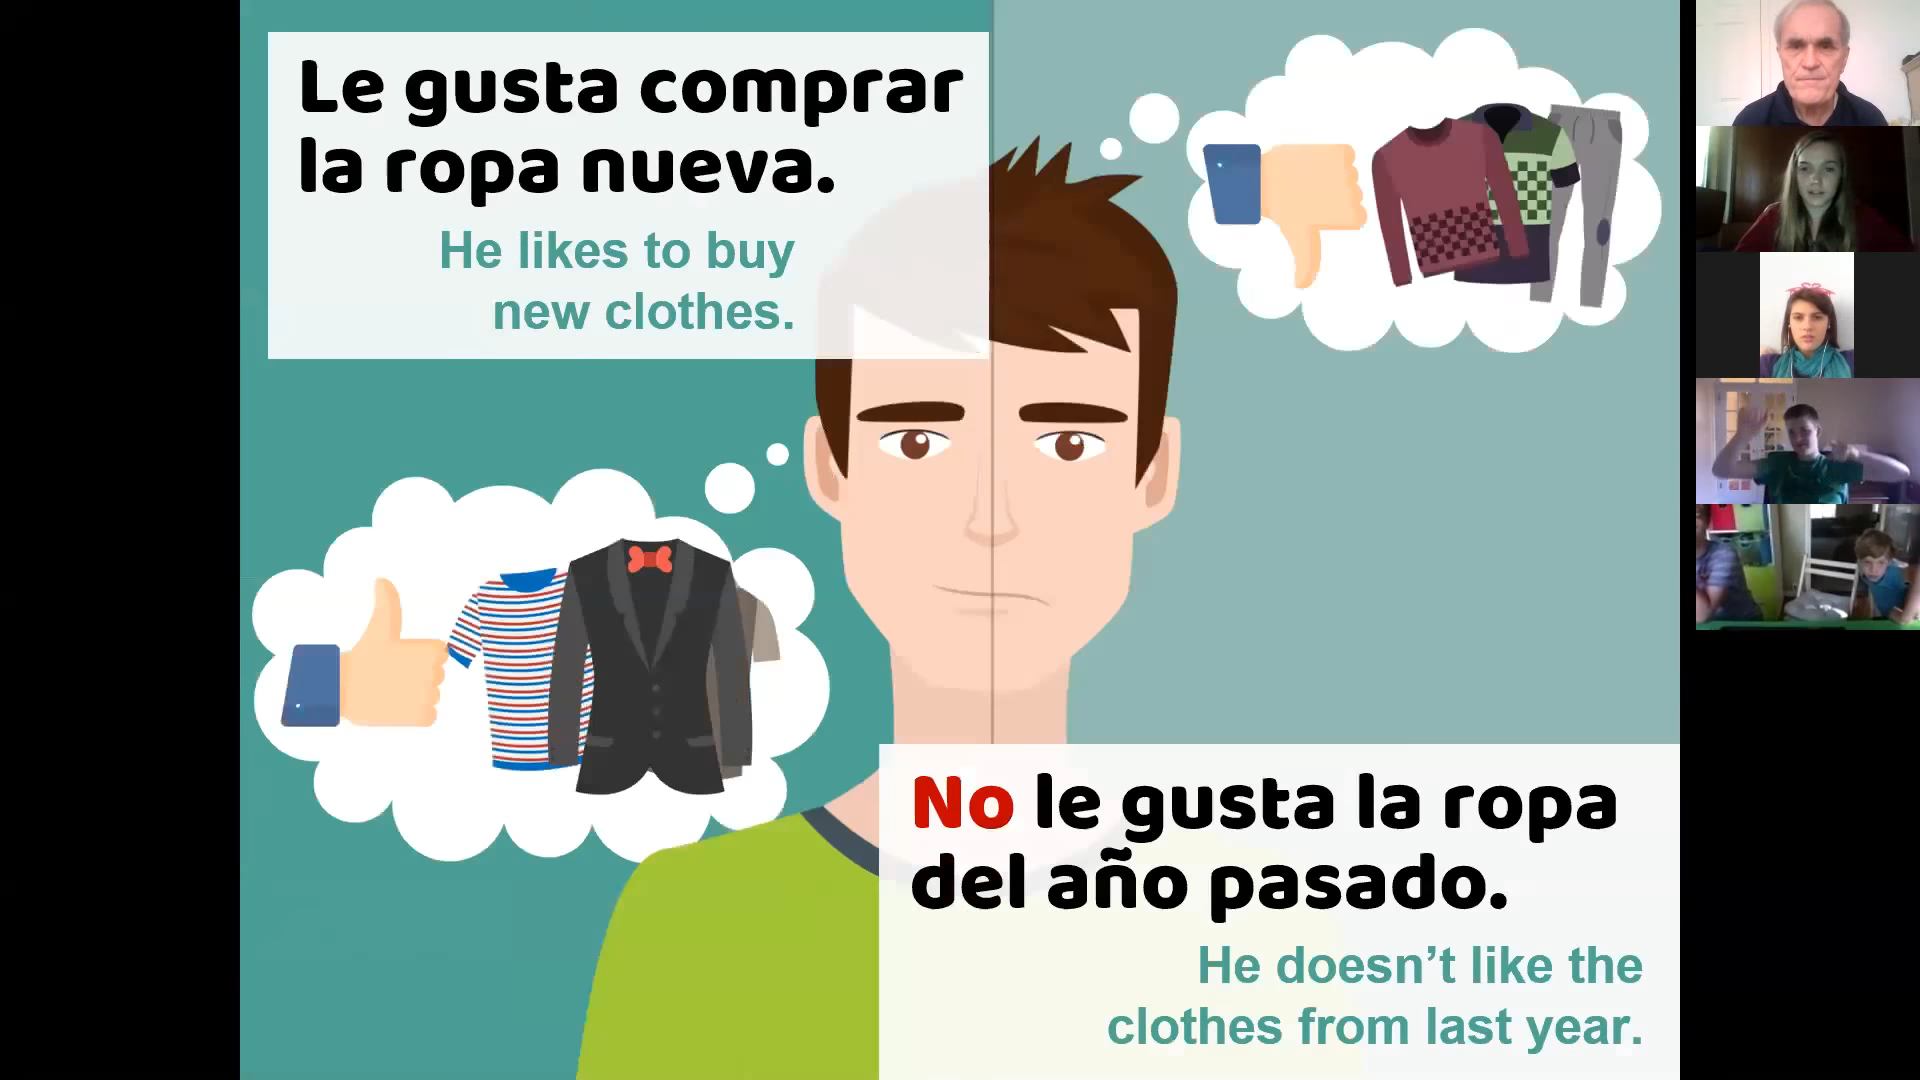 Le gusta comprar
la ropa nueva.
He likes to buy
new clothes.
No le gusta la ropa
del año pasado.
He doesn’t like the
clothes from last year.